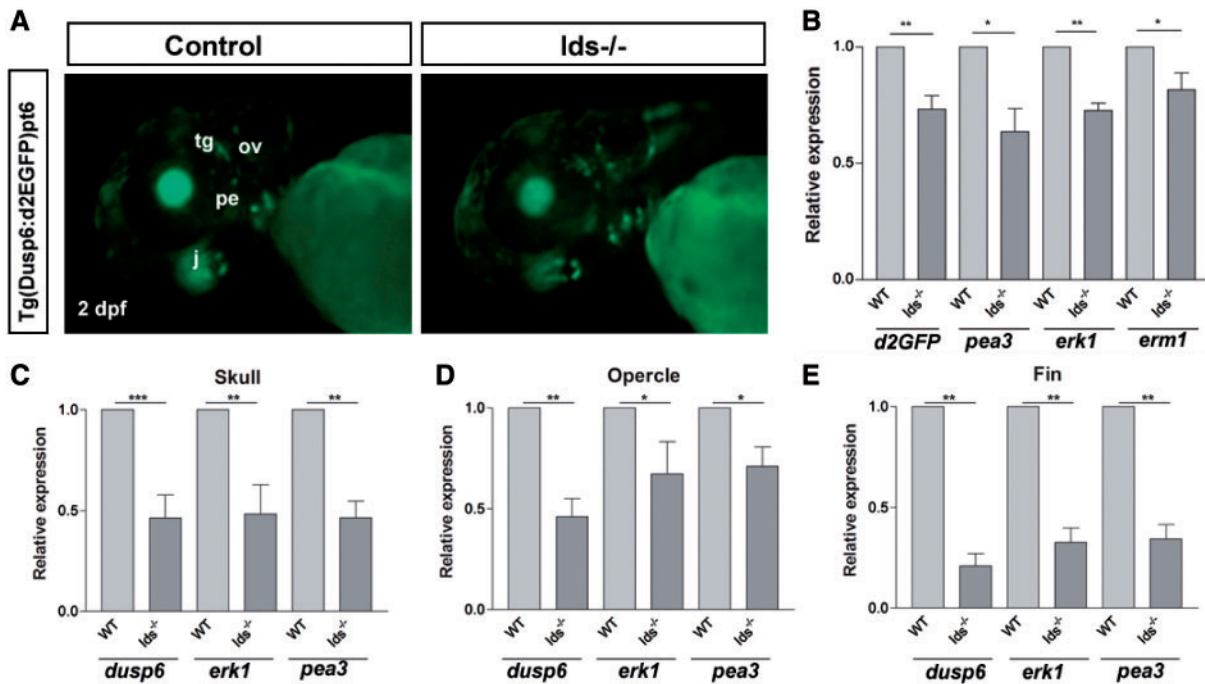 A
Control
Ids-/-
Tg(Dusp6:d2EGFP)pt6
tg
ov
pe
j
2 dpf
B
** * ** *
1.0
0.5
0.0
Relative expression
WT Ids-/- WT Ids-/- WT Ids-/- WT Ids-/-
d2GFP pea3 erk1 erm1
C
Skull
*** ** **
1.0
0.5
0.0
Relative expression
WT Ids-/- WT Ids-/- WT Ids-/-
dusp6 erk1 pea3
D
Opercle
** * *
1.0
0.5
0.0
Relative expression
WT Ids-/- WT Ids-/- WT Ids-/-
dusp6 erk1 pea3
E
Fin
** ** **
1.0
0.5
0.0
Relative expression
WT Ids-/- WT Ids-/- WT Ids-/-
dusp6 erk1 pea3